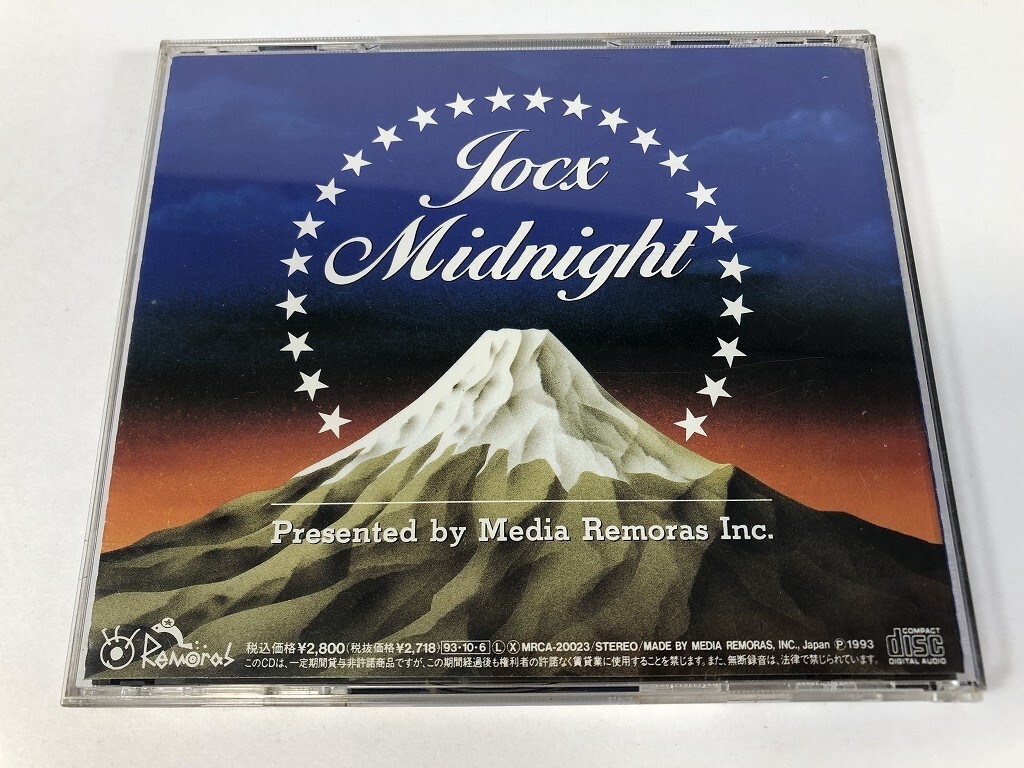 Jocx
Midnight
Presented by Media Remoras Inc.
Remoras
税込価格¥2,800(税抜価格¥2,718) 93・10・6 Ⓛ Ⓧ MRCA-20023/STEREO/MADE BY MEDIA REMORAS, INC., Japan Ⓟ1993
このCDは、一定期間貸与非許諾商品ですが、この期間経過後も権利者の許諾なく賃貸業に使用することを禁じます。また、無断録音は、法律で禁じられています。
COMPACT
disc
DIGITAL AUDIO